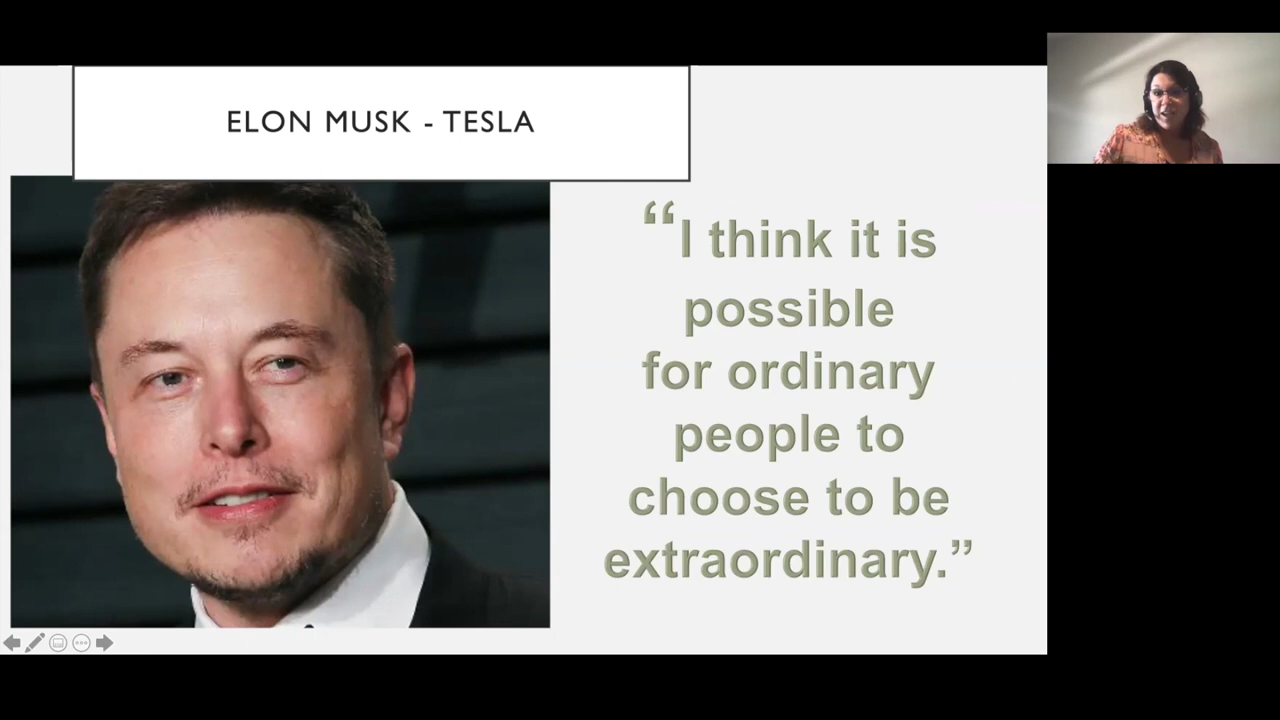 ELON MUSK - TESLA
“I think it is
possible
for ordinary
people to
choose to be
extraordinary.”